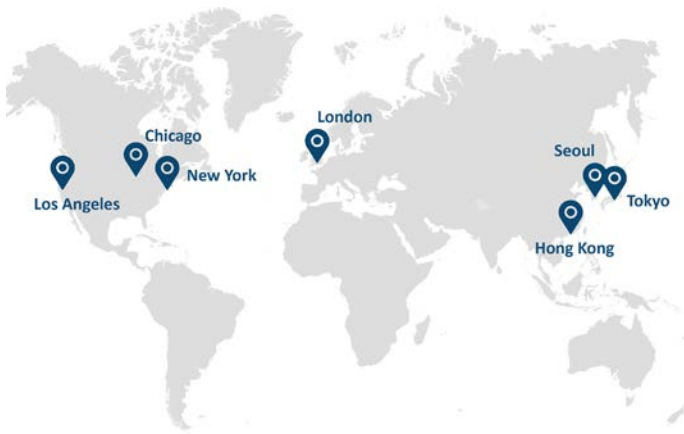 London
Chicago
New York
Los Angeles
Seoul
Tokyo
Hong Kong